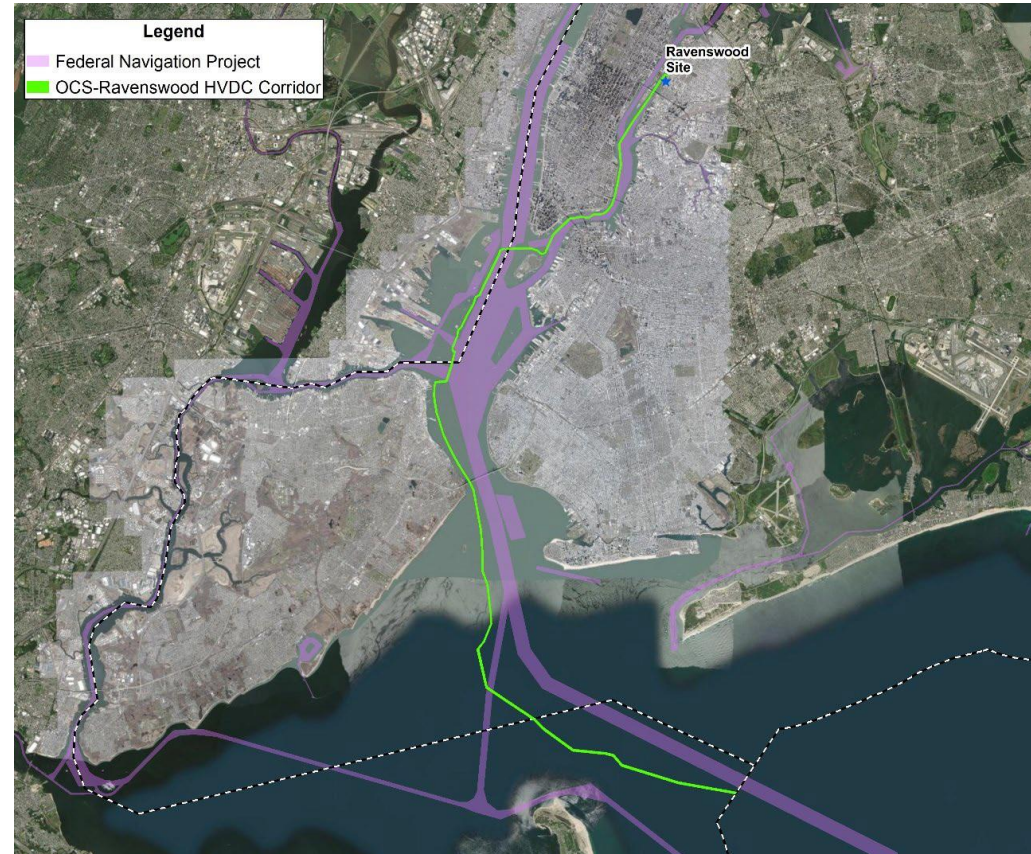 Legend
Federal Navigation Project
OCS-Ravenswood HVDC Corridor
Ravenswood
Site